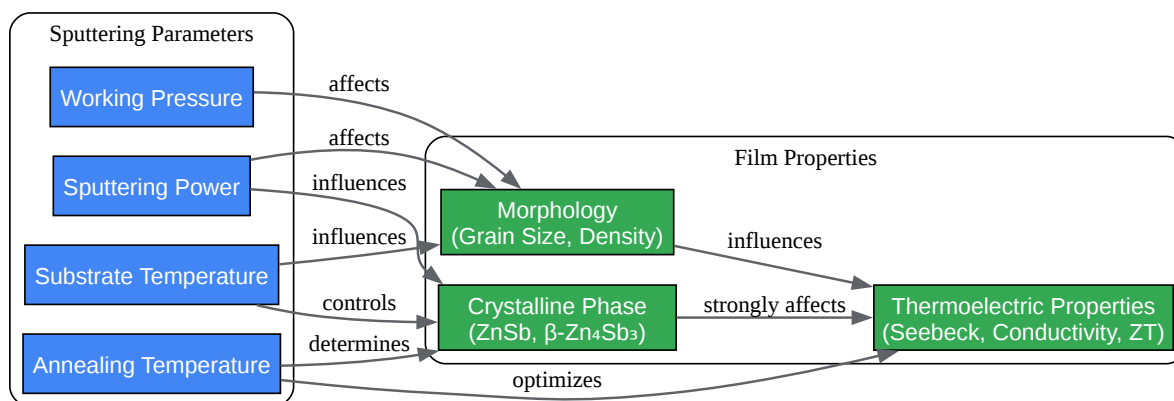 Sputtering Parameters
Working Pressure
Sputtering Power
Substrate Temperature
Annealing Temperature
affects
affects
influences
influences
controls
determines
optimizes
Film Properties
Morphology
(Grain Size, Density)
Crystalline Phase
(ZnSb, β-Zn₄Sb₃)
influences
strongly affects
Thermoelectric Properties
(Seebeck, Conductivity, ZT)